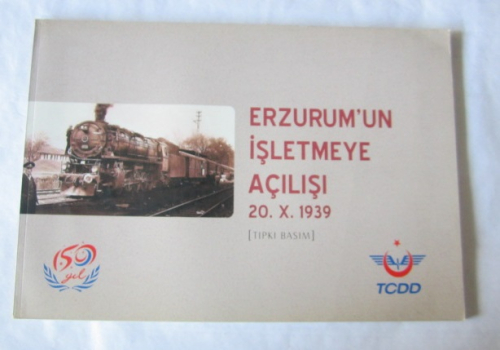 ERZURUM'UN
İŞLETMEYE
AÇILIŞI
20. X. 1939
[TIPKI BASIM]
150
yıl
TCDD